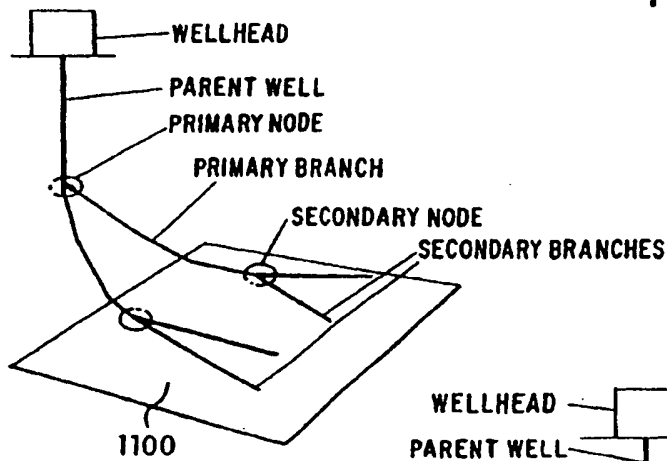 WELLHEAD
PARENT WELL
PRIMARY NODE
PRIMARY BRANCH
SECONDARY NODE
SECONDARY BRANCHES
1100
WELLHEAD
PARENT WELL